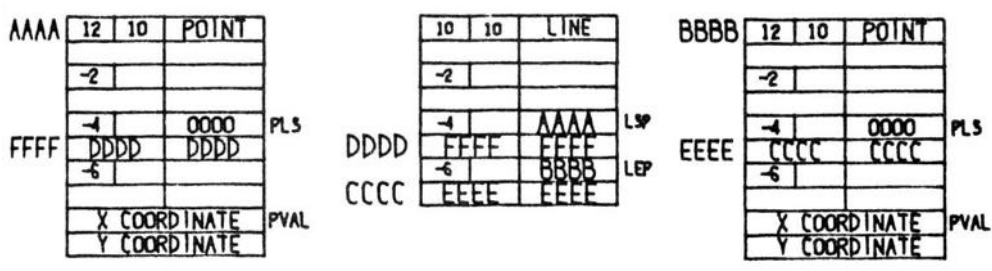 AAAA 12 10 POINT
-2
-4 0000 PLS
FFFF DDDD DDDD
-6
X COORDINATE PVAL
Y COORDINATE
10 10 LINE
-2
-4 AAAA LSP
DDDD FFFF FFFF
-6 BBBB LEP
CCCC EEEE EEEE
BBBB 12 10 POINT
-2
-4 0000 PLS
EEEE CCCC CCCC
-6
X COORDINATE PVAL
Y COORDINATE